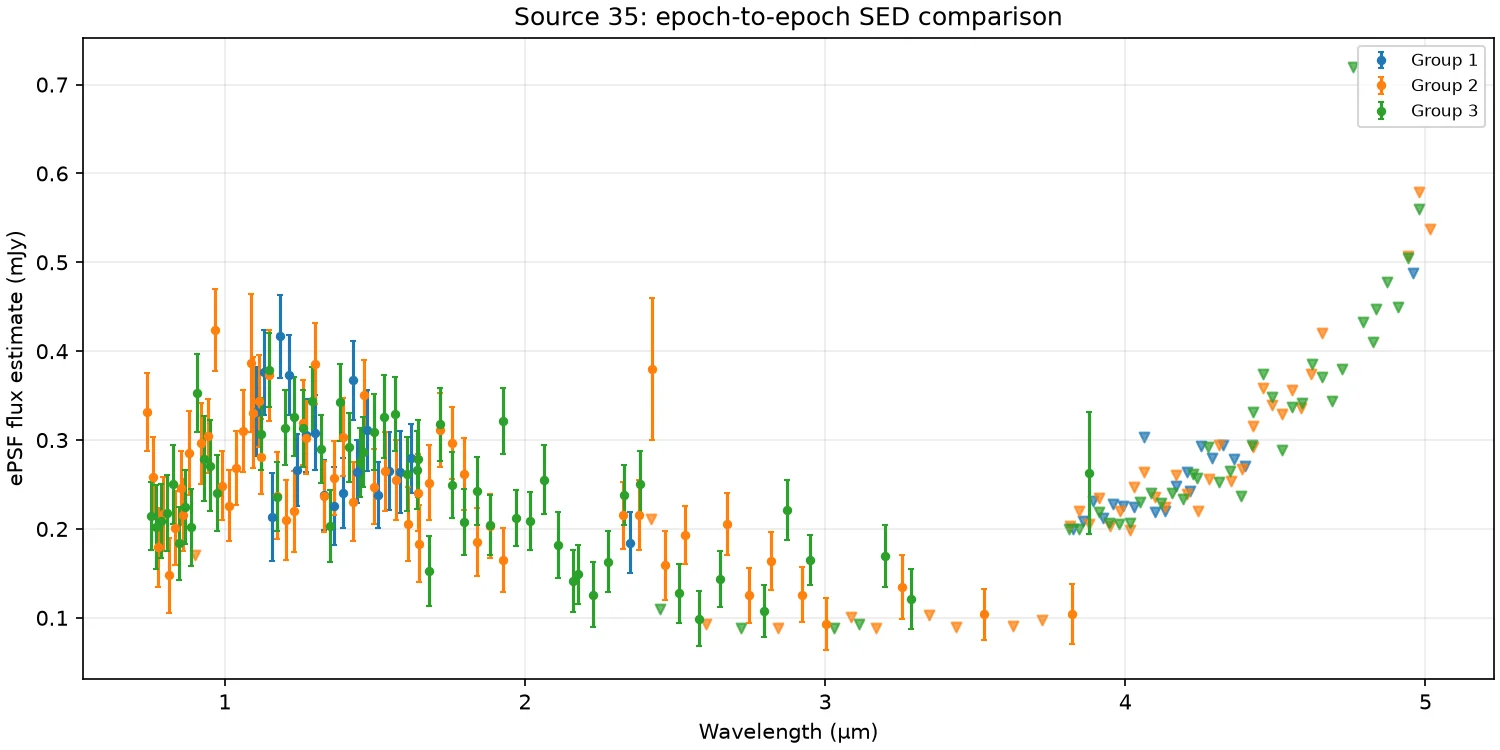 Source 35: epoch-to-epoch SED comparison
ePSF flux estimate (mJy)
0.7
0.6
0.5
0.4
0.3
0.2
0.1
Group 1
Group 2
Group 3
1 2 3 4 5
Wavelength (µm)